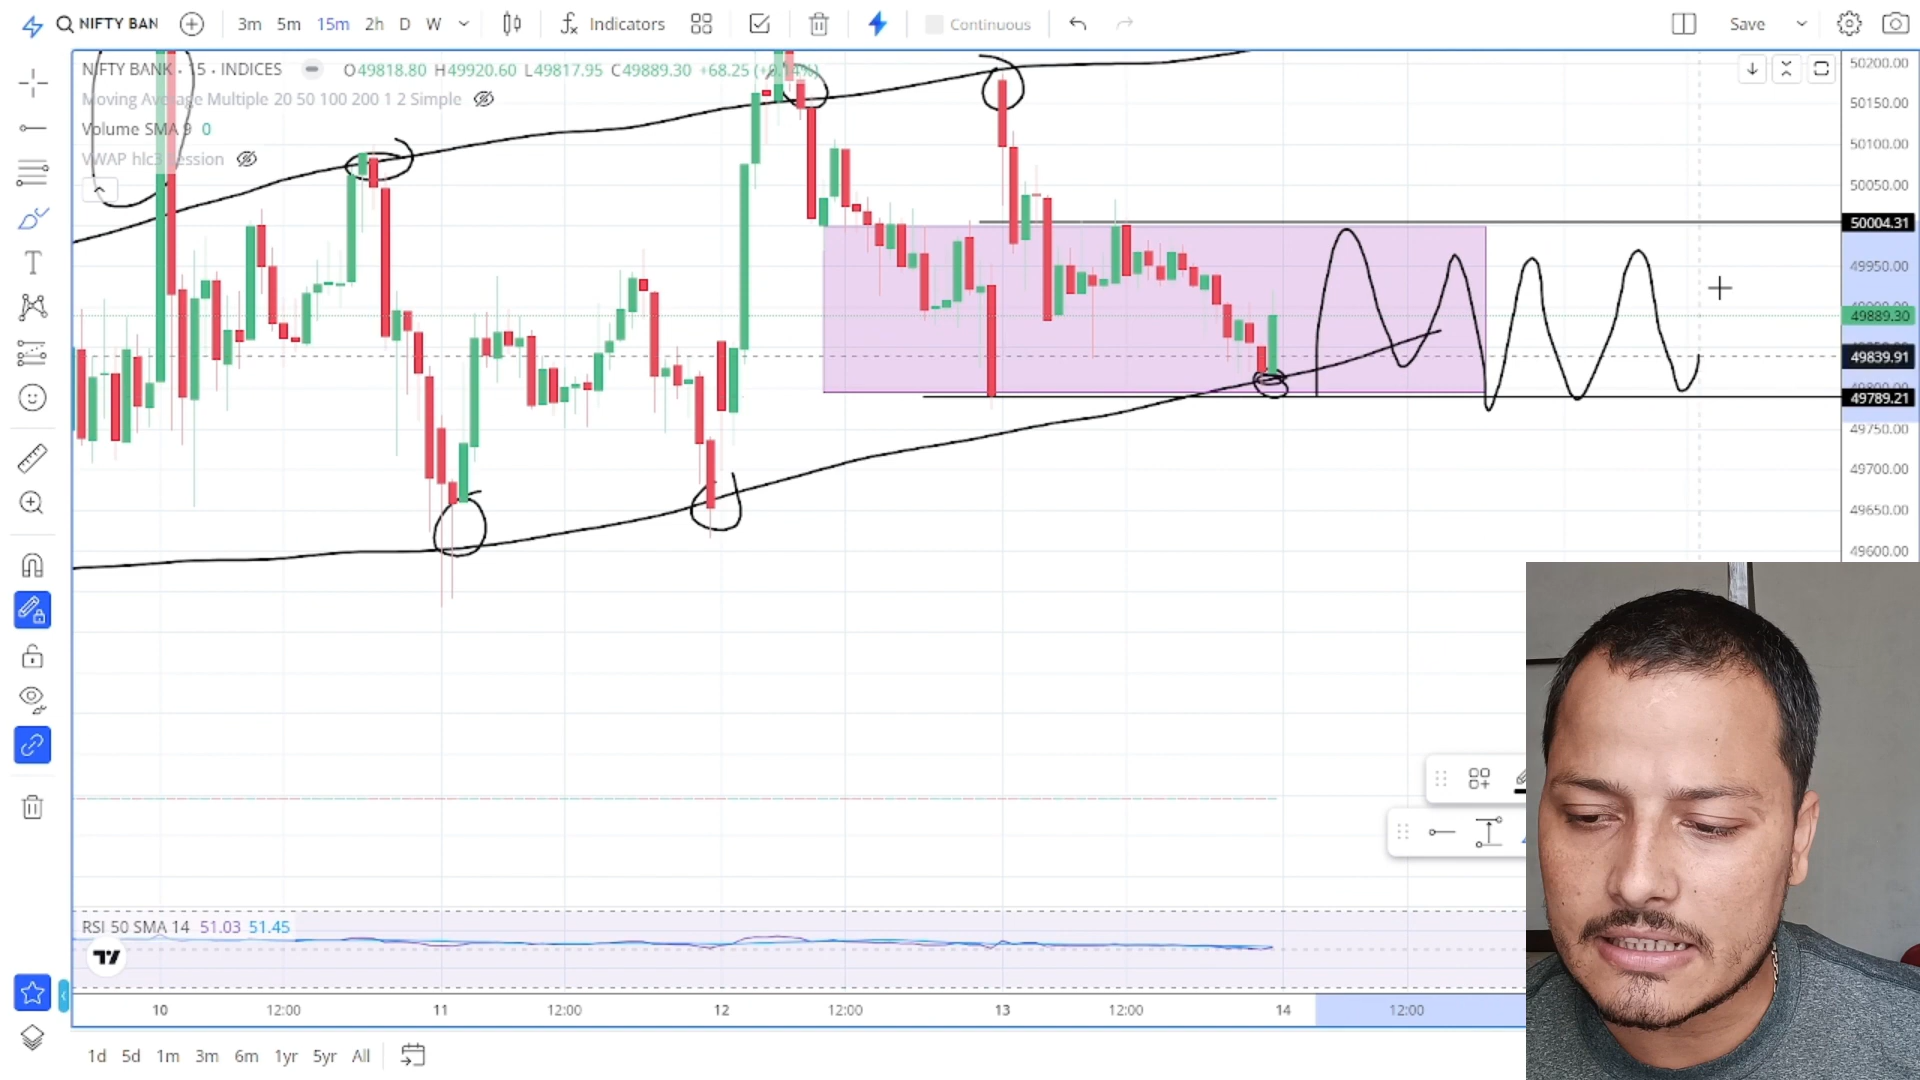 NIFTY BAN 3m 5m 15m 2h D W Indicators Continuous Save
NIFTY BANK · 15 · INDICES O49818.80 H49920.60 L49817.95 C49889.30 +68.25 (+0.14%)
Moving Average Multiple 20 50 100 200 1 2 Simple
Volume SMA 9 0
VWAP hlc3 Session
50200.00
50150.00
50100.00
50050.00
50004.31
49950.00
49889.30
49839.91
49789.21
49750.00
49700.00
49650.00
49600.00
RSI 50 SMA 14 51.03 51.45
10 12:00 11 12:00 12 12:00 13 12:00 14 12:00
1d 5d 1m 3m 6m 1yr 5yr All